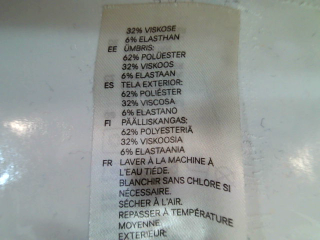 32% VISKOSE
6% ELASTHAN
EE ÜMBRIS:
62% POLÜESTER
32% VISKOOS
6% ELASTAAN
ES TELA EXTERIOR:
62% POLIÉSTER
32% VISCOSA
6% ELASTANO
FI PÄÄLLISKANGAS:
62% POLYESTERIÄ
32% VISKOOSIA
6% ELASTAANIA
FR LAVER À LA MACHINE À
L'EAU TIÈDE.
BLANCHIR SANS CHLORE SI
NÉCESSAIRE.
SÉCHER À L'AIR.
REPASSER À TEMPÉRATURE
MOYENNE
EXTERIEUR: